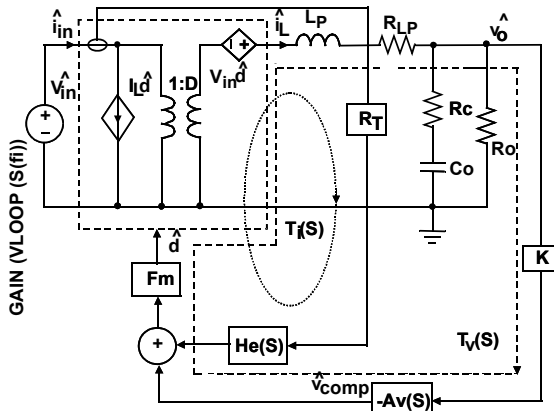 î_in
î_L
L_P
R_LP
v̂_o
V̂_in
+
−
I_L d̂
1:D
V_in d̂
− +
R_T
Rc
Ro
Co
T_i(S)
K
d̂
Fm
+
He(S)
T_V(S)
v̂_comp
-Av(S)
GAIN (VLOOP (S(fi))